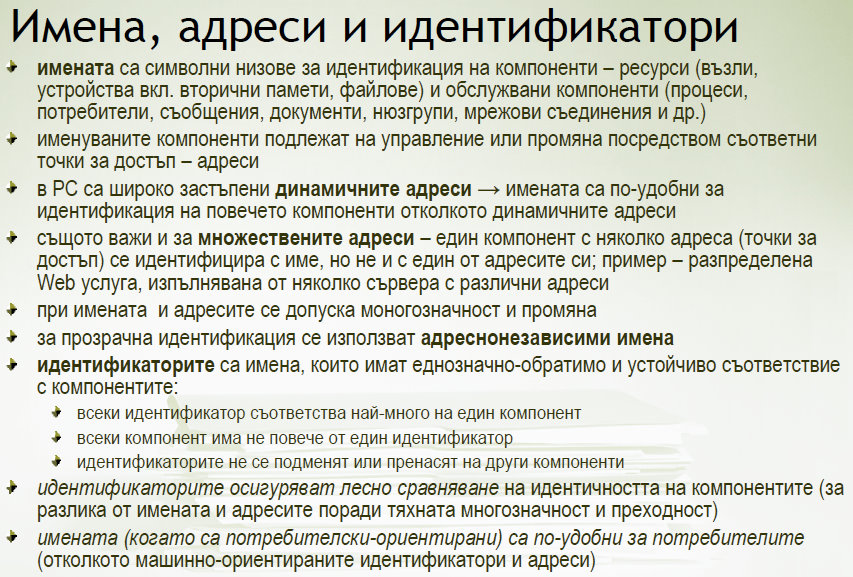 Имена, адреси и идентификатори
имената са символни низове за идентификация на компоненти – ресурси (възли,
устройства вкл. вторични памети, файлове) и обслужвани компоненти (процеси,
потребители, съобщения, документи, нюзгрупи, мрежови съединения и др.)
именуваните компоненти подлежат на управление или промяна посредством съответни
точки за достъп – адреси
в РС са широко застъпени динамичните адреси → имената са по-удобни за
идентификация на повечето компоненти отколкото динамичните адреси
същото важи и за множествените адреси – един компонент с няколко адреса (точки за
достъп) се идентифицира с име, но не и с един от адресите си; пример – разпределена
Web услуга, изпълнявана от няколко сървера с различни адреси
при имената и адресите се допуска моногозначност и промяна
за прозрачна идентификация се използват адреснонезависими имена
идентификаторите са имена, които имат еднозначно-обратимо и устойчиво съответствие
с компонентите:
всеки идентификатор съответства най-много на един компонент
всеки компонент има не повече от един идентификатор
идентификаторите не се подменят или пренасят на други компоненти
идентификаторите осигуряват лесно сравняване на идентичността на компонентите (за
разлика от имената и адресите поради тяхната многозначност и преходност)
имената (когато са потребителски-ориентирани) са по-удобни за потребителите
(отколкото машинно-ориентираните идентификатори и адреси)